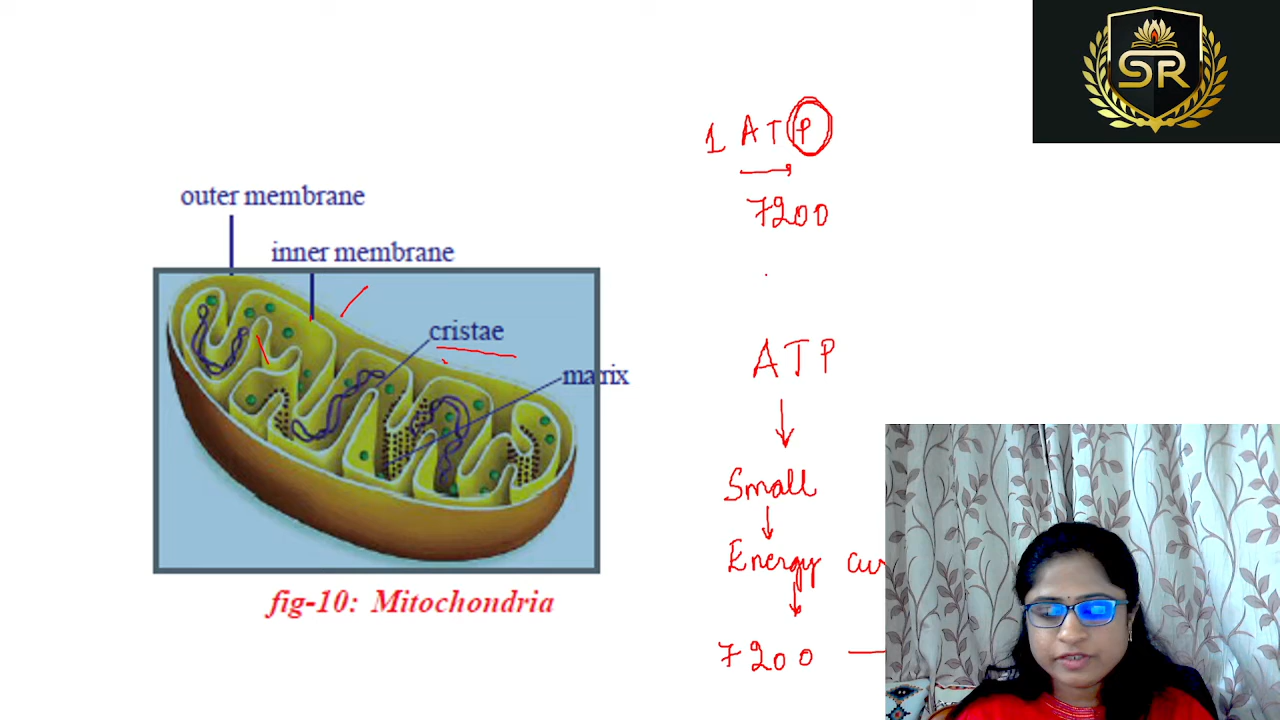 SR
1 ATP
7200
outer membrane
inner membrane
cristae
matrix
ATP
Small
Energy
7200
fig-10: Mitochondria